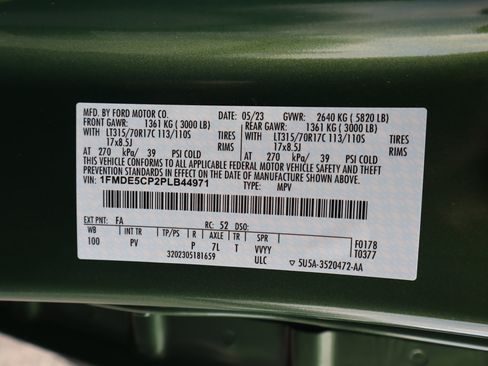 MFD. BY FORD MOTOR CO. 05/23 GVWR: 2640 KG ( 5820 LB)
FRONT GAWR: 1361 KG ( 3000 LB) REAR GAWR: 1361 KG ( 3000 LB)
WITH LT315/70R17C 113/110S TIRES WITH LT315/70R17C 113/110S TIRES
17x8.5J RIMS 17x8.5J RIMS
AT 270 kPa/ 39 PSI COLD AT 270 kPa/ 39 PSI COLD
THIS VEHICLE CONFORMS TO ALL APPLICABLE FEDERAL MOTOR VEHICLE SAFETY
AND BUMPER STANDARDS IN EFFECT ON THE DATE OF MANUFACTURE SHOWN ABOVE.
VIN: 1FMDE5CP2PLB44971 TYPE: MPV
EXT PNT: FA RC: 52 DSO:
WB INT TR TP/PS R AXLE TR SPR F0178
100 PV P 7L T VVYY T0377
3202305181659 ULC ▽ 5U5A-3520472-AA